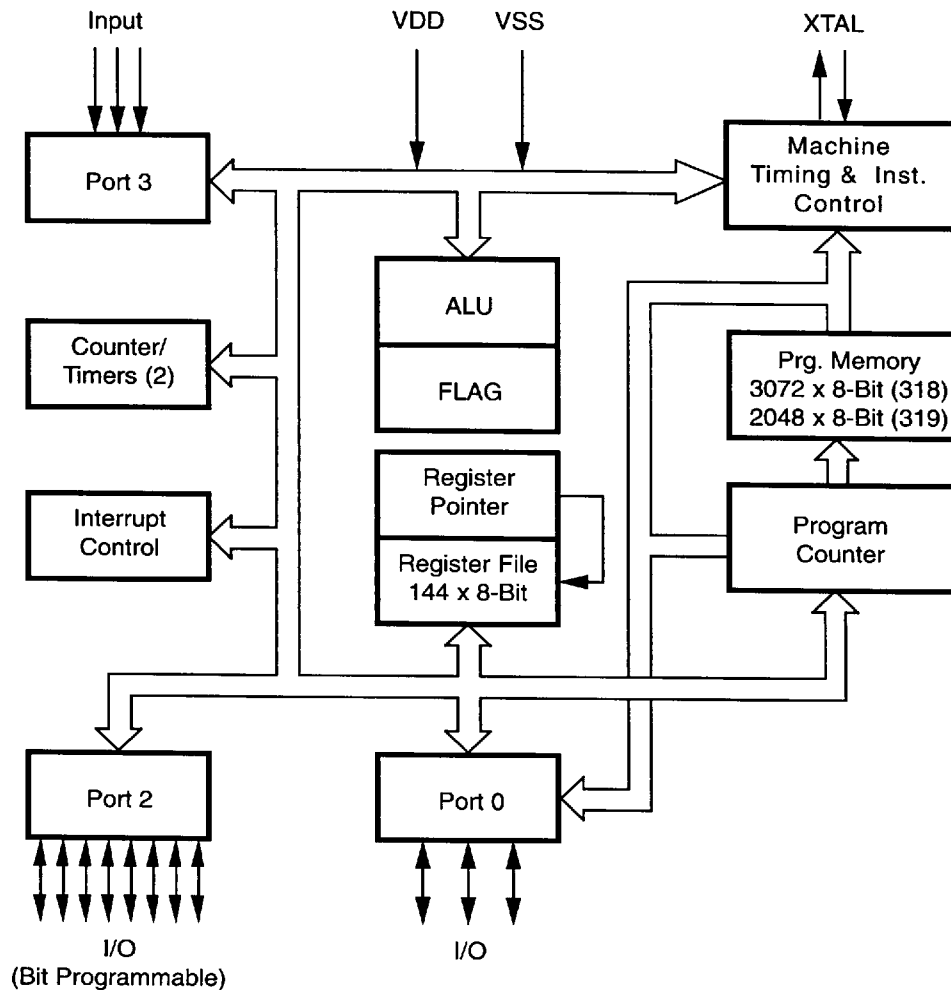 Input
VDD
VSS
XTAL
Port 3
Machine
Timing & Inst.
Control
ALU
FLAG
Counter/
Timers (2)
Prg. Memory
3072 x 8-Bit (318)
2048 x 8-Bit (319)
Register
Pointer
Register File
144 x 8-Bit
Interrupt
Control
Program
Counter
Port 2
Port 0
I/O
(Bit Programmable)
I/O